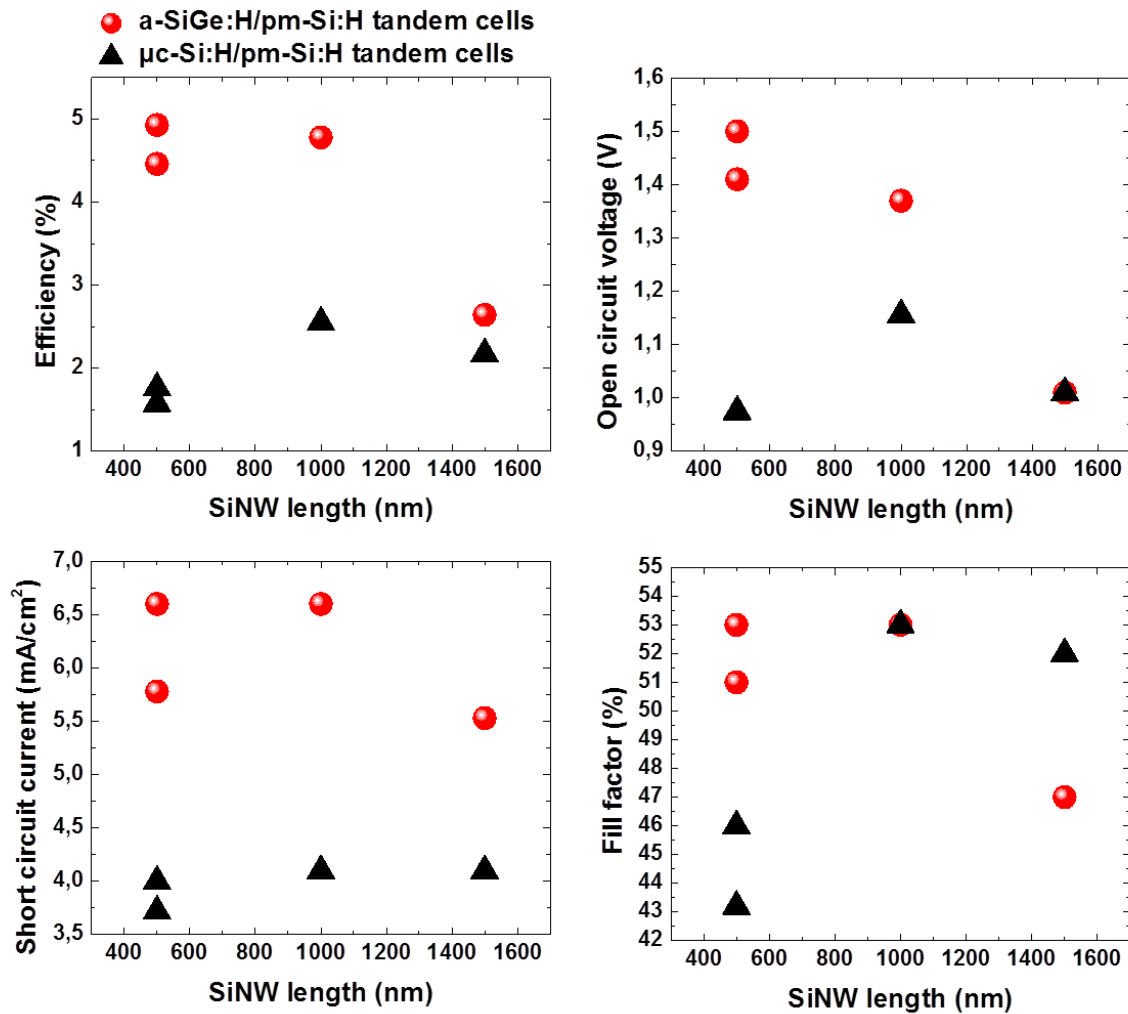 a-SiGe:H/pm-Si:H tandem cells
µc-Si:H/pm-Si:H tandem cells
Efficiency (%)
5
4
3
2
1
400 600 800 1000 1200 1400 1600
SiNW length (nm)
Open circuit voltage (V)
1,6
1,5
1,4
1,3
1,2
1,1
1,0
0,9
400 600 800 1000 1200 1400 1600
SiNW length (nm)
Short circuit current (mA/cm²)
7,0
6,5
6,0
5,5
5,0
4,5
4,0
3,5
400 600 800 1000 1200 1400 1600
SiNW length (nm)
Fill factor (%)
55
54
53
52
51
50
49
48
47
46
45
44
43
42
400 600 800 1000 1200 1400 1600
SiNW length (nm)